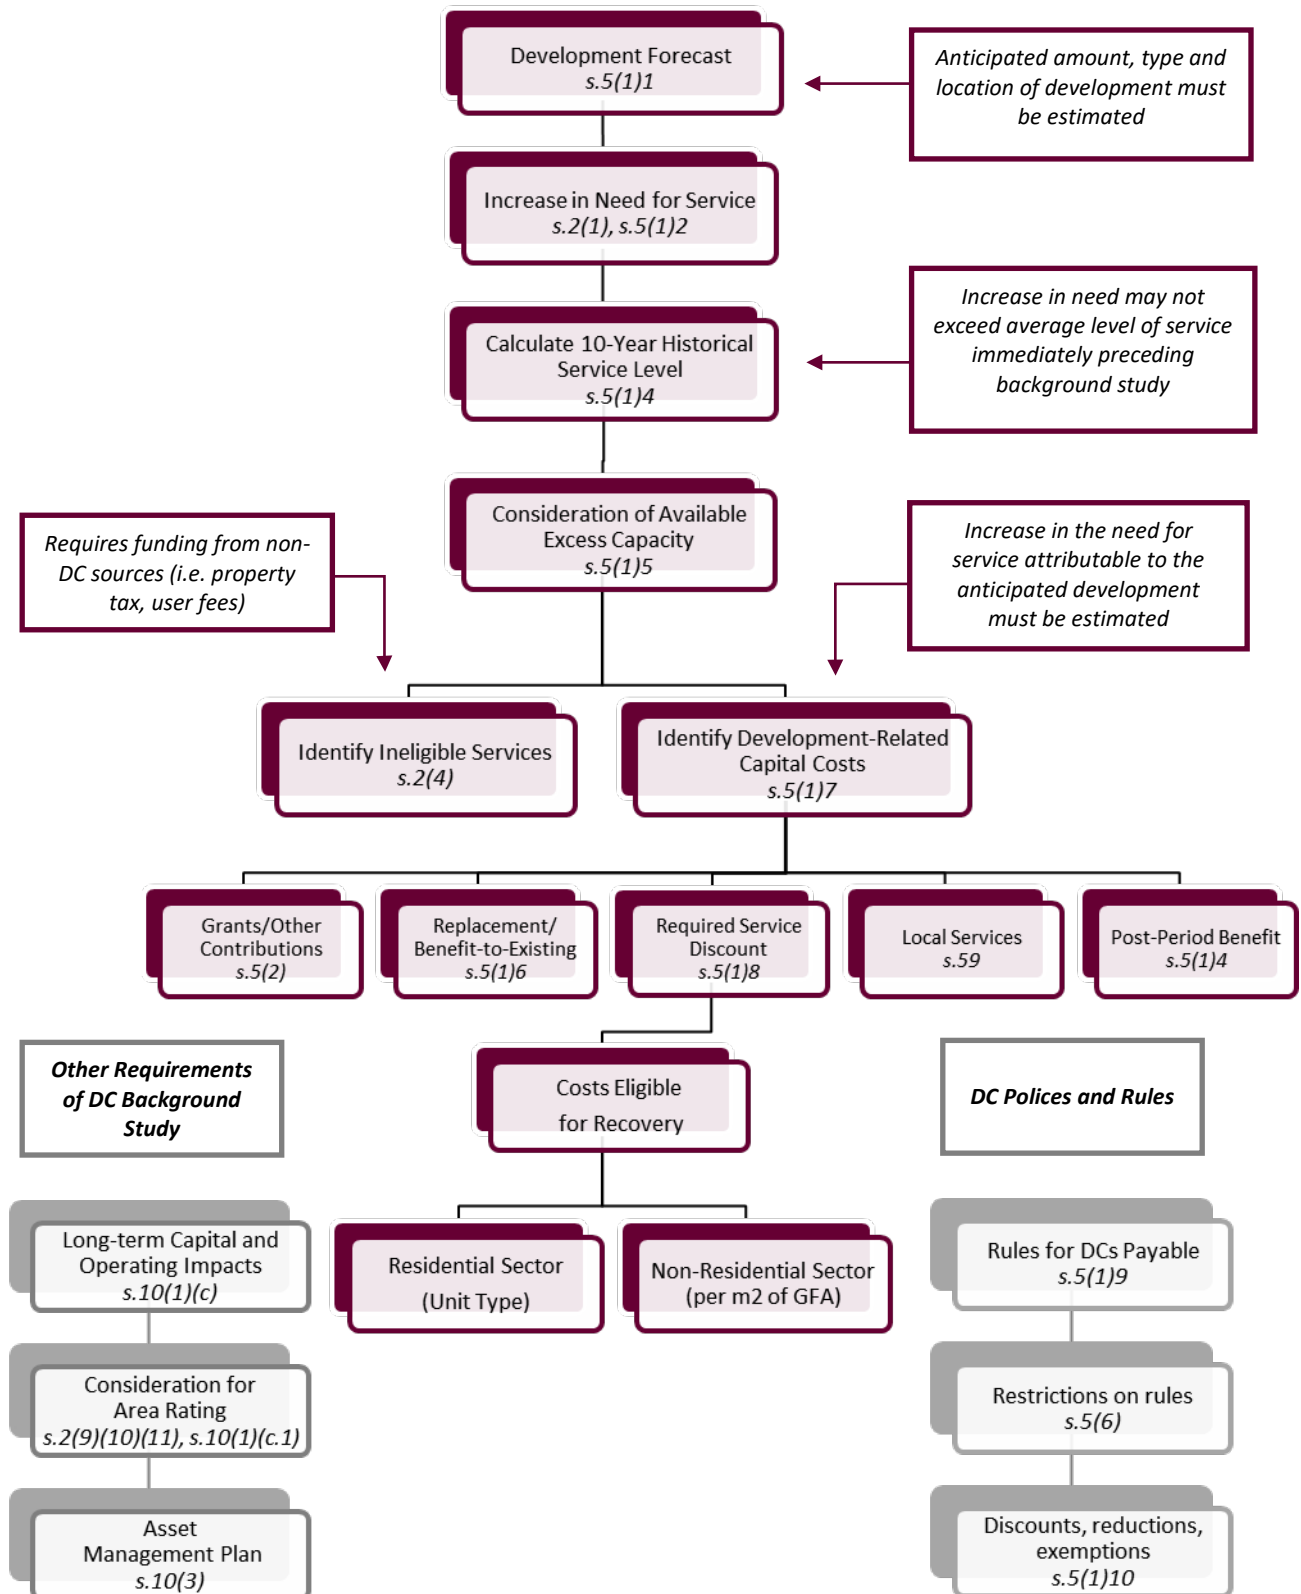 Development Forecast
s.5(1)1
Anticipated amount, type and
location of development must
be estimated
Increase in Need for Service
s.2(1), s.5(1)2
Calculate 10-Year Historical
Service Level
s.5(1)4
Increase in need may not
exceed average level of service
immediately preceding
background study
Consideration of Available
Excess Capacity
s.5(1)5
Requires funding from non-
DC sources (i.e. property
tax, user fees)
Increase in the need for
service attributable to the
anticipated development
must be estimated
Identify Ineligible Services
s.2(4)
Identify Development-Related
Capital Costs
s.5(1)7
Grants/Other
Contributions
s.5(2)
Replacement/
Benefit-to-Existing
s.5(1)6
Required Service
Discount
s.5(1)8
Local Services
s.59
Post-Period Benefit
s.5(1)4
Other Requirements
of DC Background
Study
Costs Eligible
for Recovery
DC Polices and Rules
Long-term Capital and
Operating Impacts
s.10(1)(c)
Residential Sector
(Unit Type)
Non-Residential Sector
(per m2 of GFA)
Rules for DCs Payable
s.5(1)9
Consideration for
Area Rating
s.2(9)(10)(11), s.10(1)(c.1)
Restrictions on rules
s.5(6)
Asset
Management Plan
s.10(3)
Discounts, reductions,
exemptions
s.5(1)10